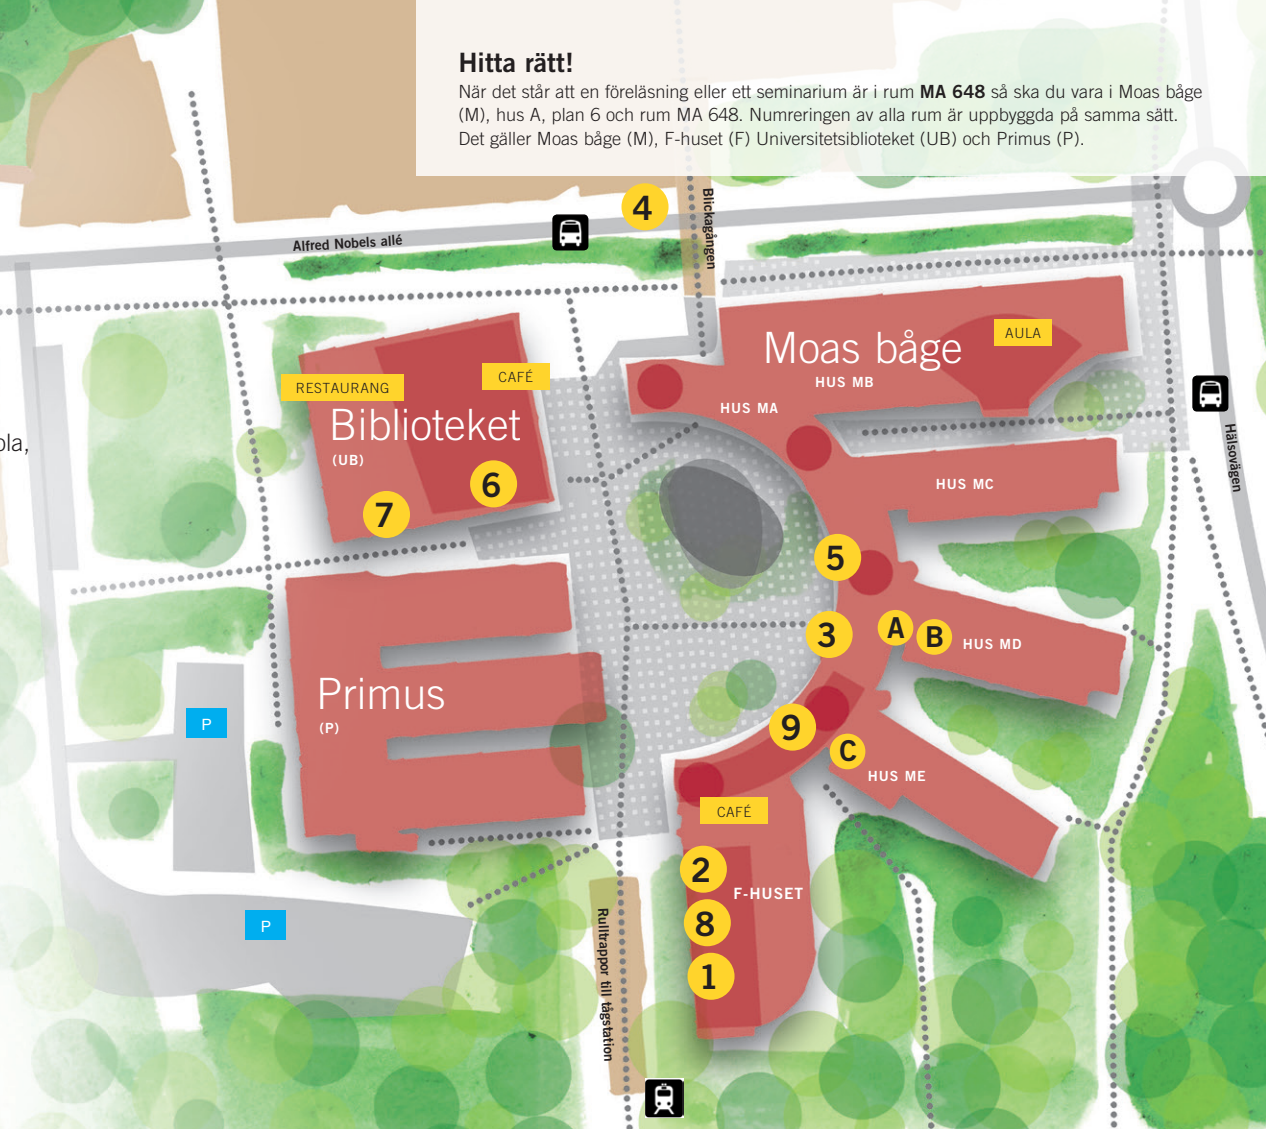 Hitta rätt!
När det står att en föreläsning eller ett seminarium är i rum MA 648 så ska du vara i Moas båge
(M), hus A, plan 6 och rum MA 648. Numreringen av alla rum är uppbyggda på samma sätt.
Det gäller Moas båge (M), F-huset (F) Universitetsiblioteket (UB) och Primus (P).
4
Blickagången
Alfred Nobels allé
AULA
Moas båge
HUS MB
HUS MA
RESTAURANG
CAFÉ
Biblioteket
(UB)
6
7
Hälsovägen
HUS MC
5
3
A
B
HUS MD
Primus
(P)
P
9
C
HUS ME
CAFÉ
2
F-HUSET
8
1
P
Rulltrappor till tågstation